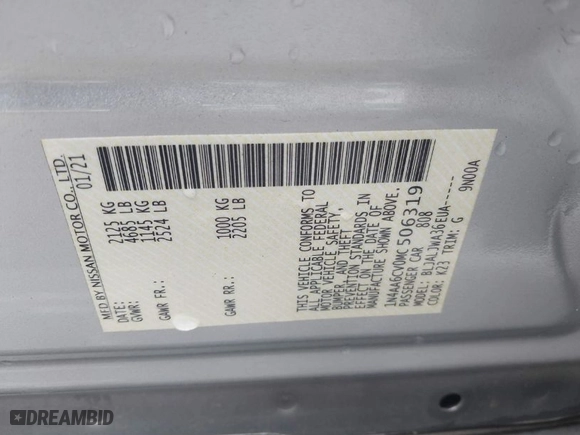 MFD BY NISSAN MOTOR CO., LTD.
01/21
GVWR: 2125 KG
4685 LB
GAWR FR.: 1145 KG
2524 LB
GAWR RR.: 1000 KG
2205 LB
THIS VEHICLE CONFORMS TO
ALL APPLICABLE FEDERAL
MOTOR VEHICLE SAFETY,
BUMPER, AND THEFT
PREVENTION STANDARDS IN
EFFECT ON THE DATE OF
MANUFACTURE SHOWN ABOVE.
1N4AA6CV0MC506319
PASSENGER CAR 808
MODEL: BLJALJWA36EUA------
COLOR: K23 TRIM: G 9N00A
DREAMBID